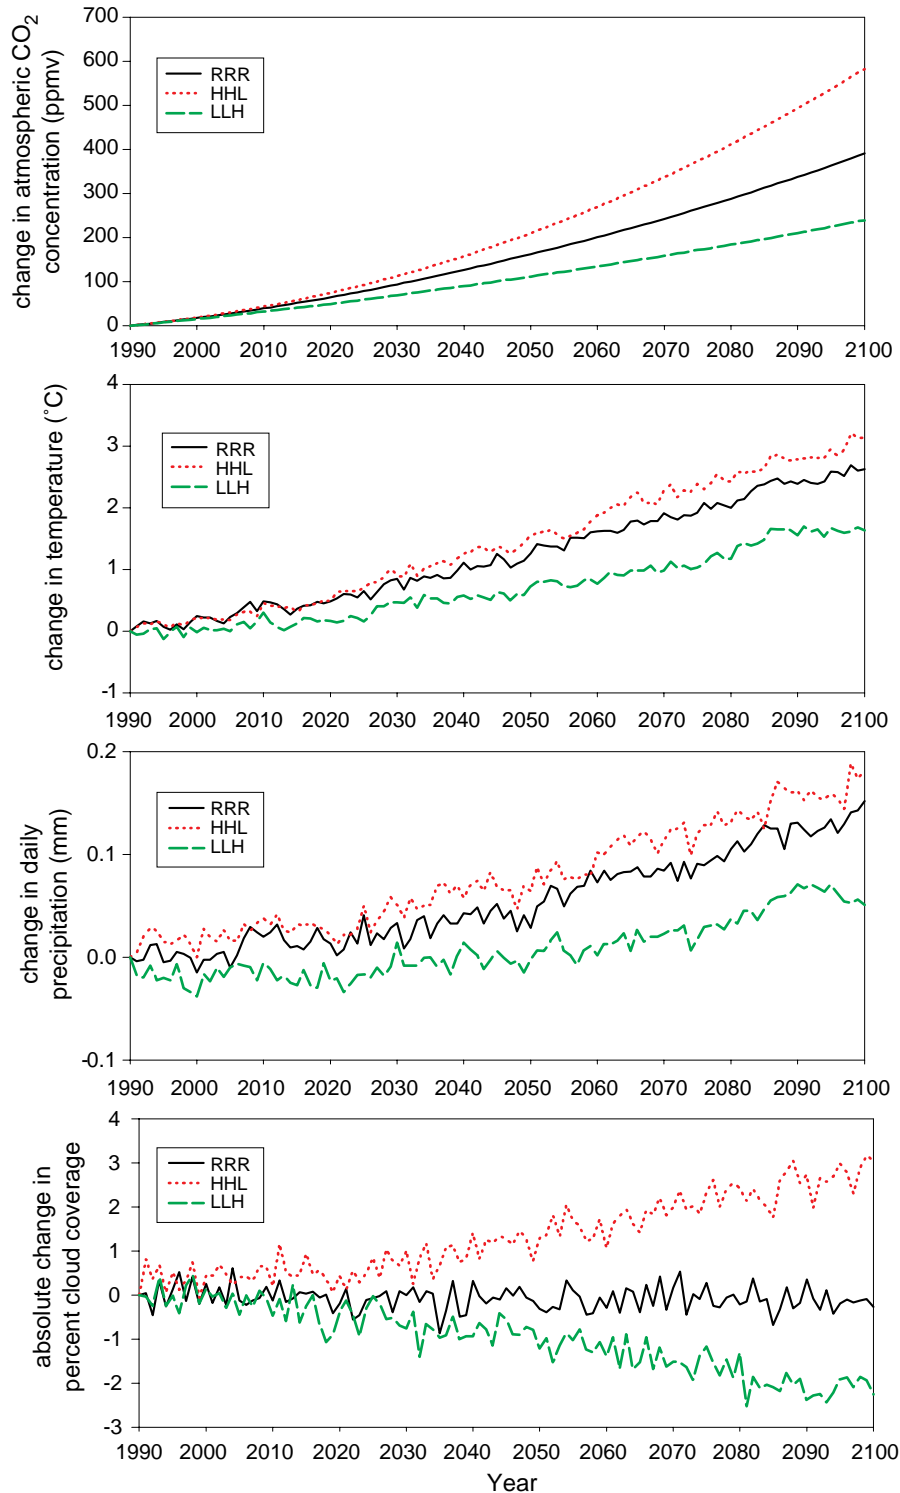 change in atmospheric CO2
concentration (ppmv)
700
600
500
400
300
200
100
0
RRR
HHL
LLH
1990 2000 2010 2020 2030 2040 2050 2060 2070 2080 2090 2100
change in temperature (˚C)
4
3
2
1
0
-1
RRR
HHL
LLH
1990 2000 2010 2020 2030 2040 2050 2060 2070 2080 2090 2100
change in daily
precipitation (mm)
0.2
0.1
0.0
-0.1
RRR
HHL
LLH
1990 2000 2010 2020 2030 2040 2050 2060 2070 2080 2090 2100
absolute change in
percent cloud coverage
4
3
2
1
0
-1
-2
-3
RRR
HHL
LLH
1990 2000 2010 2020 2030 2040 2050 2060 2070 2080 2090 2100
Year